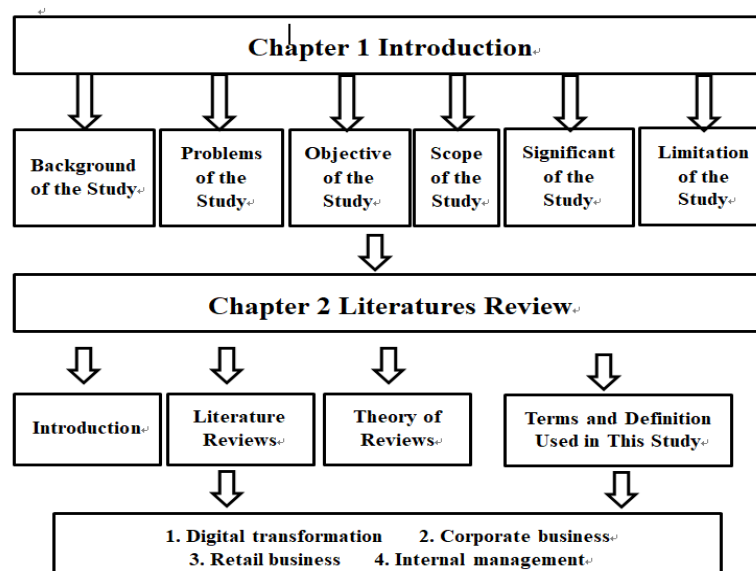 Chapter 1 Introduction
Background
of the Study
Problems
of the
Study
Objective
of the
Study
Scope
of the
Study
Significant
of the
Study
Limitation
of the
Study
Chapter 2 Literatures Review
Introduction
Literature
Reviews
Theory of
Reviews
Terms and Definition
Used in This Study
1. Digital transformation 2. Corporate business
3. Retail business 4. Internal management